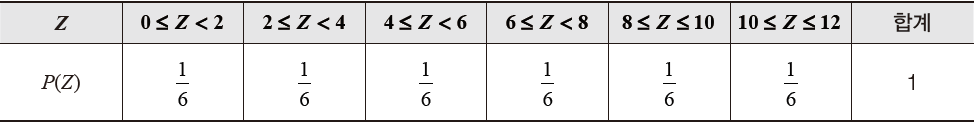 Z 0 ≤ Z < 2 2 ≤ Z < 4 4 ≤ Z < 6 6 ≤ Z < 8 8 ≤ Z ≤ 10 10 ≤ Z ≤ 12 합계
P(Z) 1/6 1/6 1/6 1/6 1/6 1/6 1